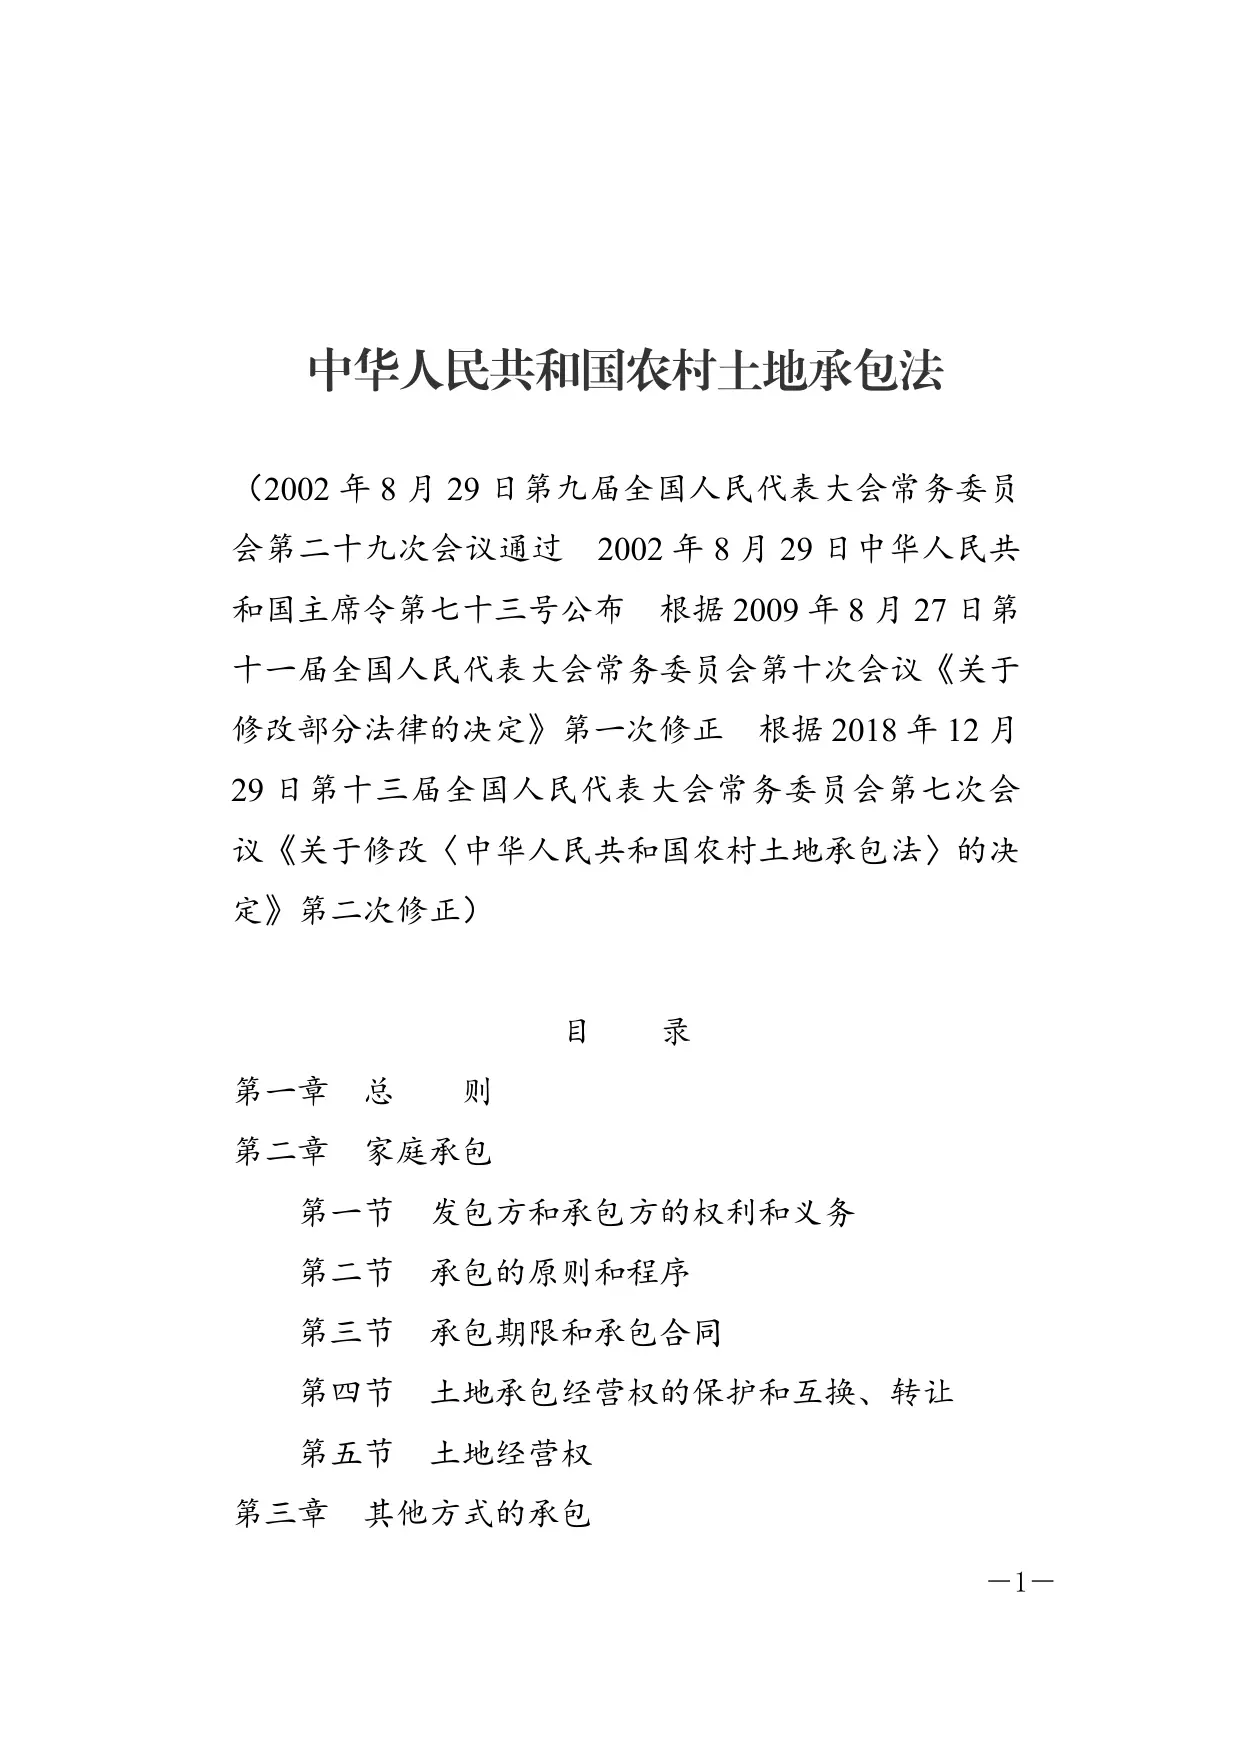 中华人民共和国农村土地承包法
（2002 年 8 月 29 日第九届全国人民代表大会常务委员
会第二十九次会议通过　2002 年 8 月 29 日中华人民共
和国主席令第七十三号公布　根据 2009 年 8 月 27 日第
十一届全国人民代表大会常务委员会第十次会议《关于
修改部分法律的决定》第一次修正　根据 2018 年 12 月
29 日第十三届全国人民代表大会常务委员会第七次会
议《关于修改〈中华人民共和国农村土地承包法〉的决
定》第二次修正）
目　　录
第一章　总　　则
第二章　家庭承包
第一节　发包方和承包方的权利和义务
第二节　承包的原则和程序
第三节　承包期限和承包合同
第四节　土地承包经营权的保护和互换、转让
第五节　土地经营权
第三章　其他方式的承包
－1－